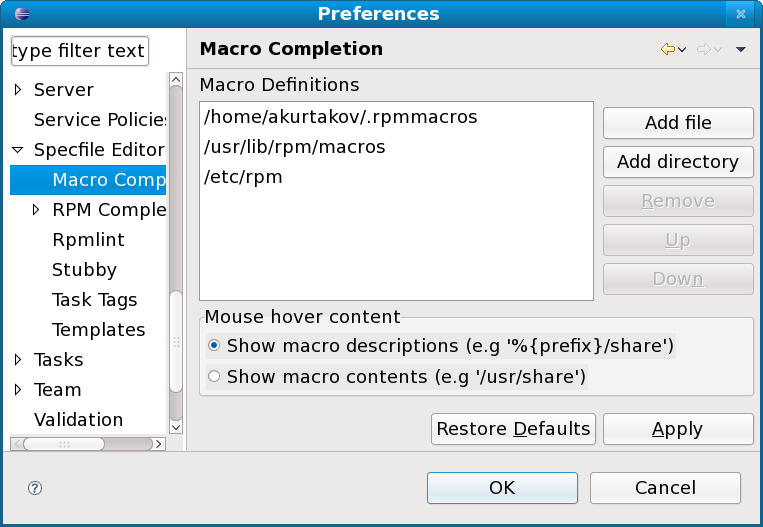 Preferences
type filter text
Server
Service Policie
Specfile Editor
Macro Comp
RPM Comple
Rpmlint
Stubby
Task Tags
Templates
Tasks
Team
Validation
Macro Completion
Macro Definitions
/home/akurtakov/.rpmmacros
/usr/lib/rpm/macros
/etc/rpm
Add file
Add directory
Remove
Up
Down
Mouse hover content
Show macro descriptions (e.g '%{prefix}/share')
Show macro contents (e.g '/usr/share')
Restore Defaults
Apply
?
OK
Cancel